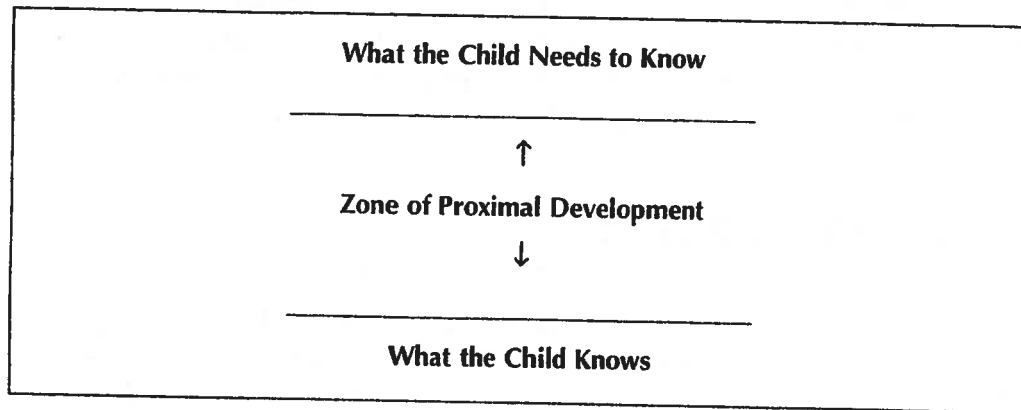 What the Child Needs to Know
↑
Zone of Proximal Development
↓
What the Child Knows